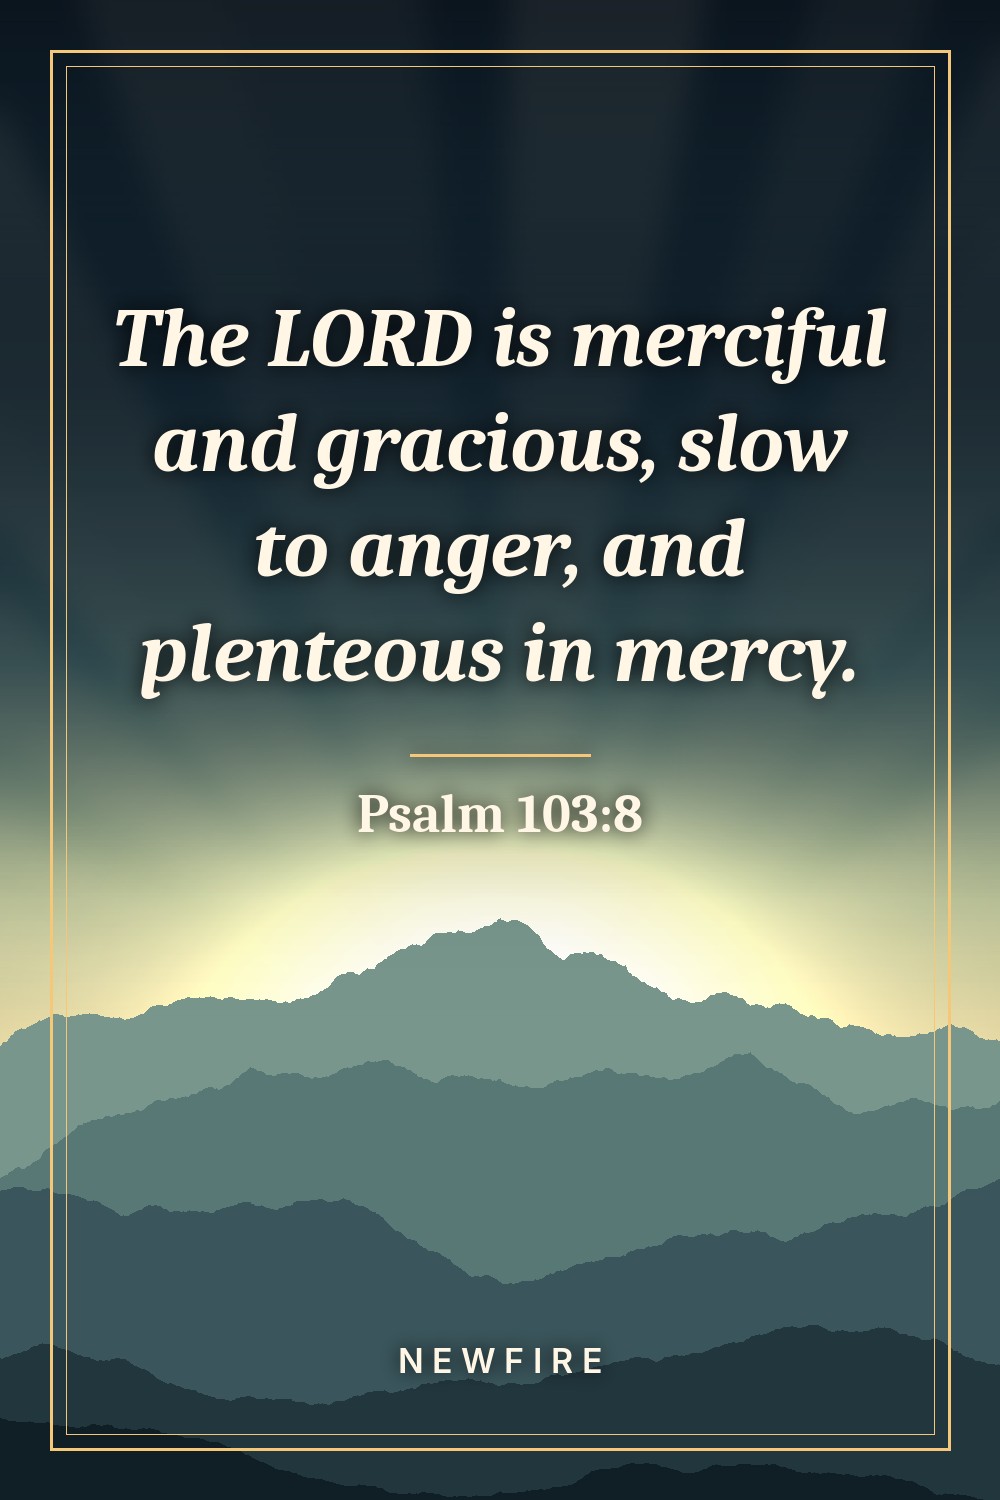 The LORD is merciful
and gracious, slow
to anger, and
plenteous in mercy.
Psalm 103:8
NEWFIRE